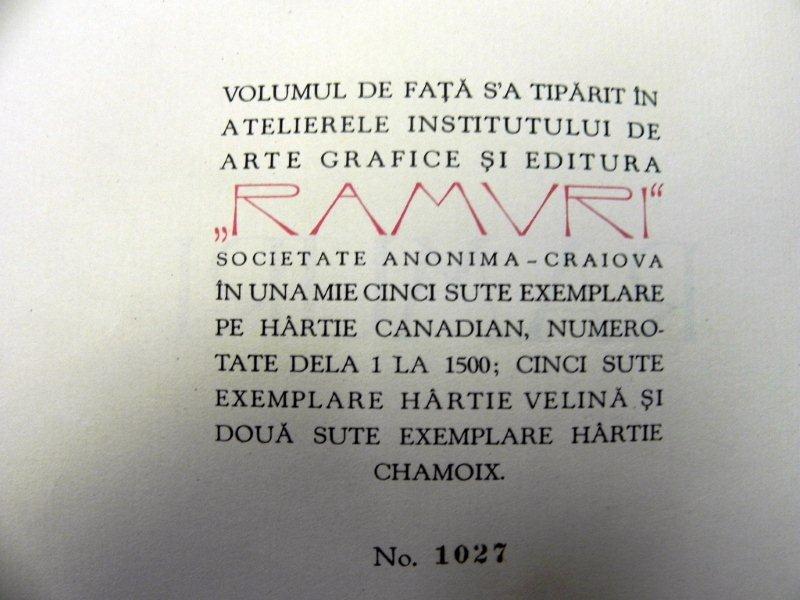 VOLUMUL DE FAȚĂ S'A TIPĂRIT ÎN
ATELIERELE INSTITUTULUI DE
ARTE GRAFICE ȘI EDITURA
„RAMURI“
SOCIETATE ANONIMA – CRAIOVA
ÎN UNA MIE CINCI SUTE EXEMPLARE
PE HÂRTIE CANADIAN, NUMERO-
TATE DELA 1 LA 1500; CINCI SUTE
EXEMPLARE HÂRTIE VELINĂ ȘI
DOUĂ SUTE EXEMPLARE HÂRTIE
CHAMOIX.
No. 1027